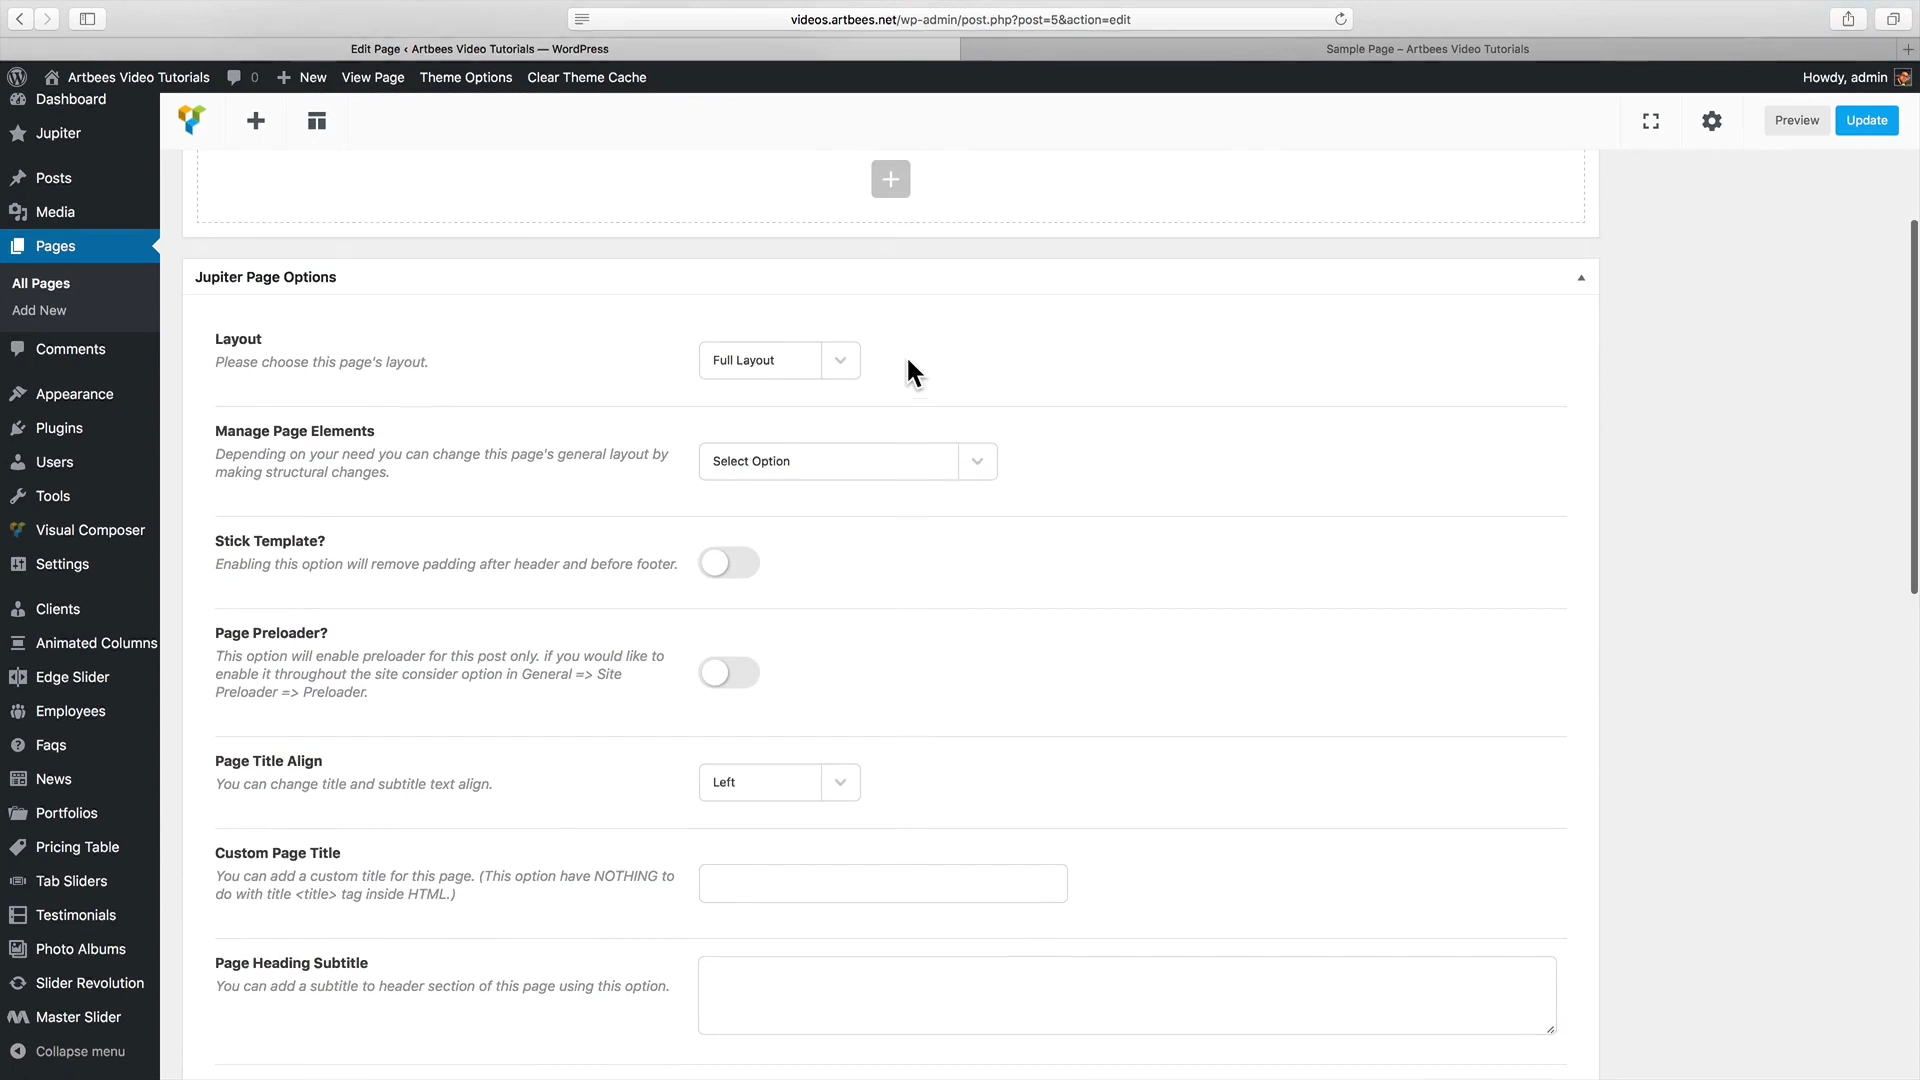 videos.artbees.net/wp-admin/post.php?post=5&action=edit
Edit Page ‹ Artbees Video Tutorials — WordPress
Sample Page – Artbees Video Tutorials
Artbees Video Tutorials
0
New
View Page
Theme Options
Clear Theme Cache
Howdy, admin
Dashboard
Jupiter
Posts
Media
Pages
All Pages
Add New
Comments
Appearance
Plugins
Users
Tools
Visual Composer
Settings
Clients
Animated Columns
Edge Slider
Employees
Faqs
News
Portfolios
Pricing Table
Tab Sliders
Testimonials
Photo Albums
Slider Revolution
Master Slider
Collapse menu
Preview
Update
Jupiter Page Options
Layout
Please choose this page's layout.
Full Layout
Manage Page Elements
Depending on your need you can change this page's general layout by
making structural changes.
Select Option
Stick Template?
Enabling this option will remove padding after header and before footer.
Page Preloader?
This option will enable preloader for this post only. if you would like to
enable it throughout the site consider option in General => Site
Preloader => Preloader.
Page Title Align
You can change title and subtitle text align.
Left
Custom Page Title
You can add a custom title for this page. (This option have NOTHING to
do with title <title> tag inside HTML.)
Page Heading Subtitle
You can add a subtitle to header section of this page using this option.